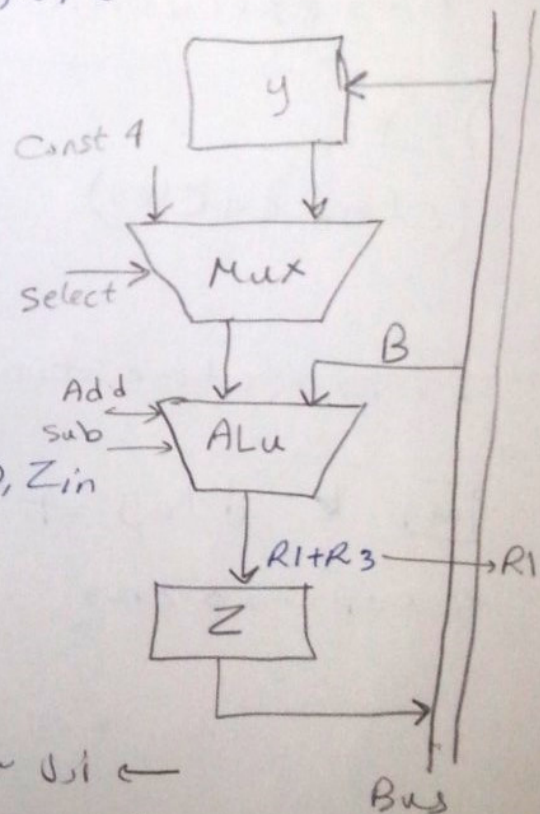 y
Const 4
Mux
Select
B
Add
Sub
ALu
, Zin
R1+R3
R1
Z
Bus